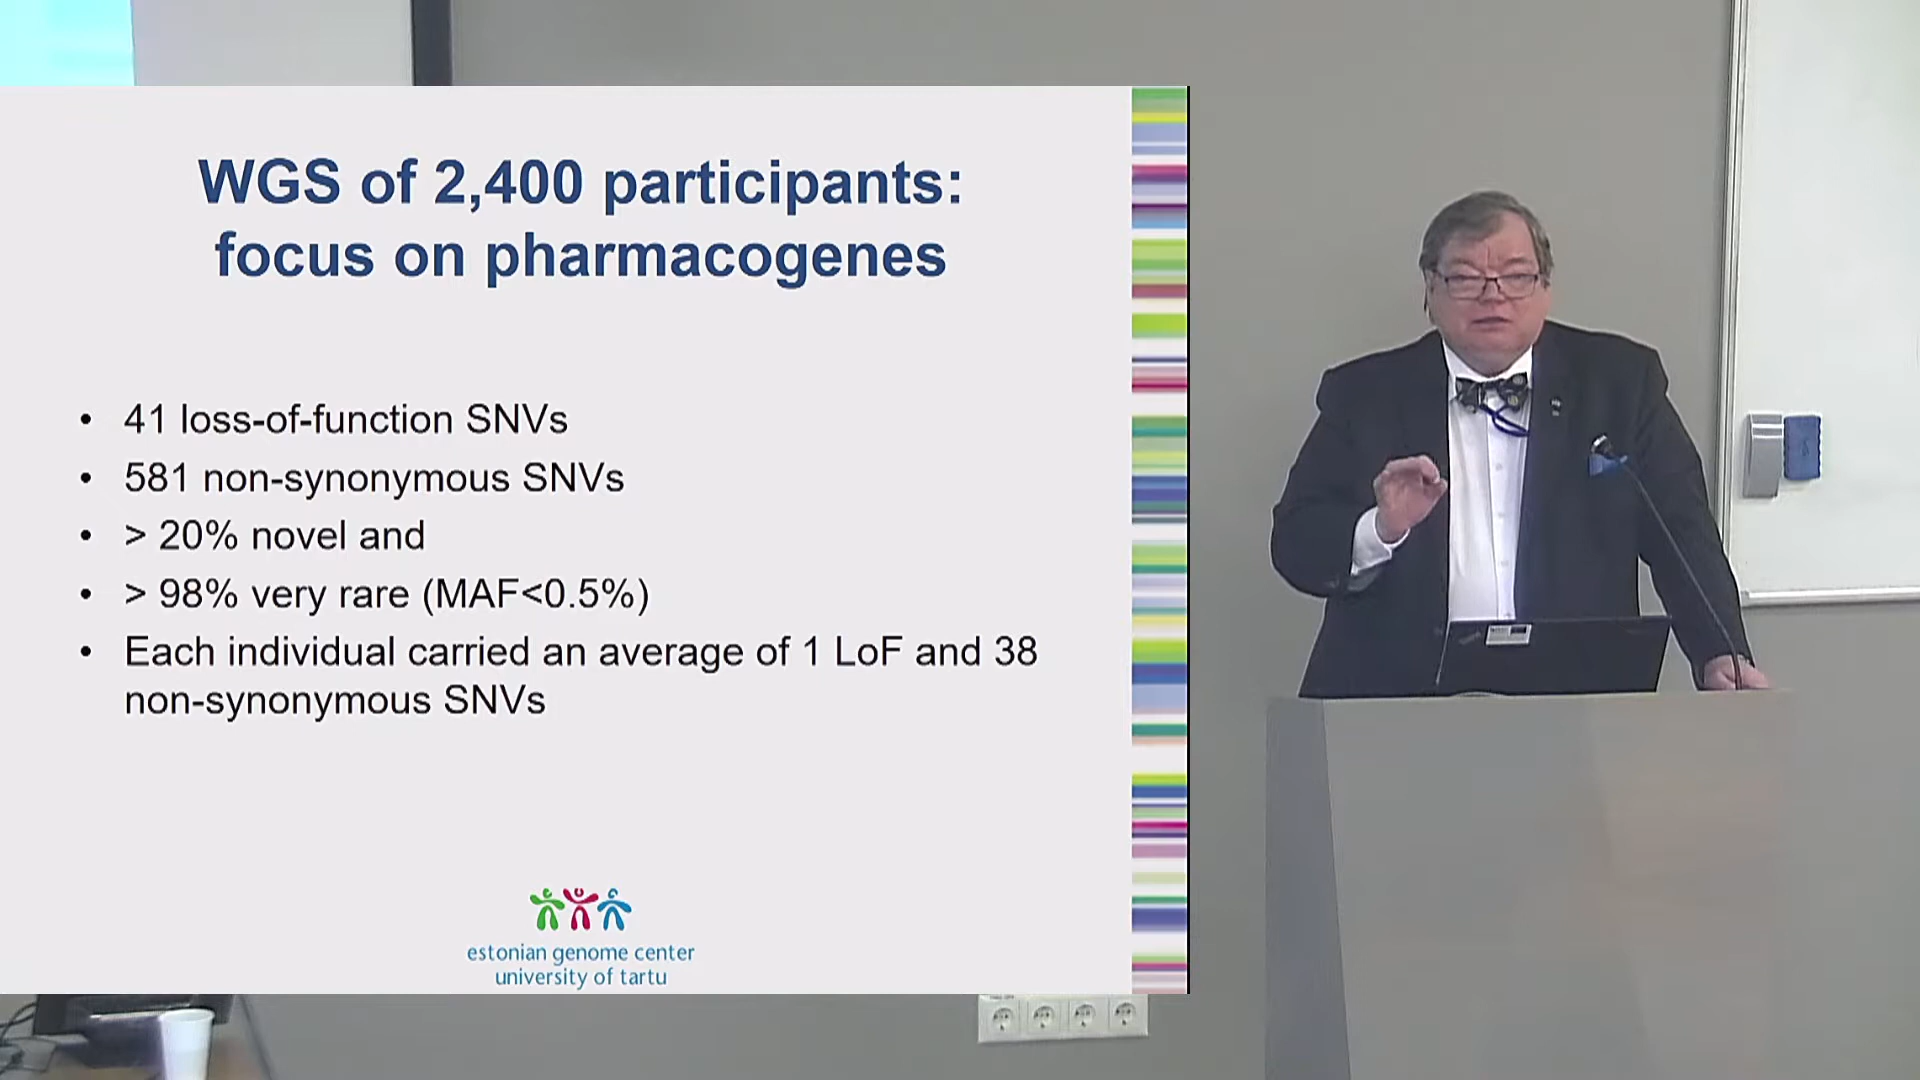 WGS of 2,400 participants:
focus on pharmacogenes
• 41 loss-of-function SNVs
• 581 non-synonymous SNVs
• > 20% novel and
• > 98% very rare (MAF<0.5%)
• Each individual carried an average of 1 LoF and 38
non-synonymous SNVs
estonian genome center
university of tartu